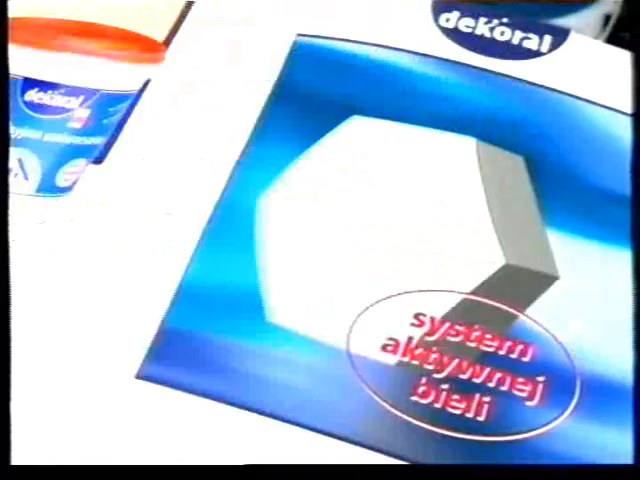 dekoral
dekoral
system
aktywnej
bieli